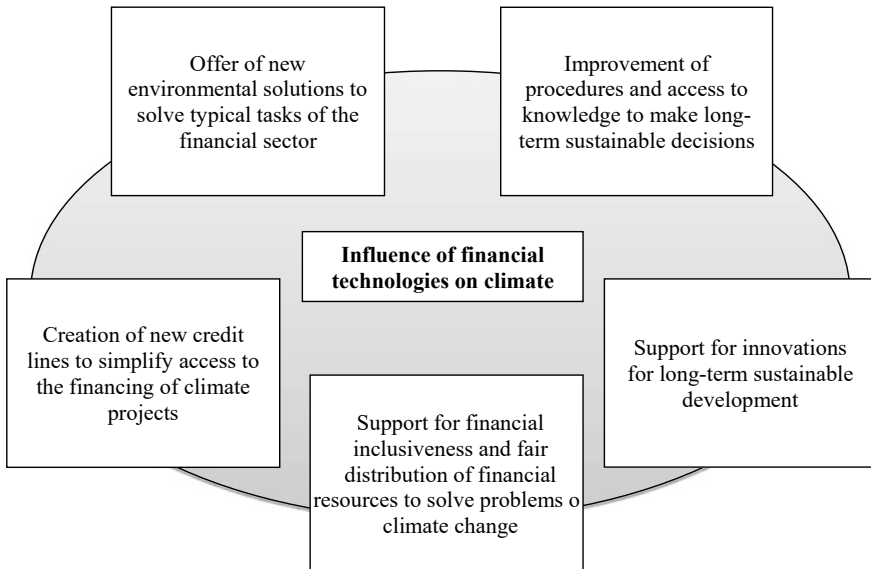 Offer of new
environmental solutions to
solve typical tasks of the
financial sector
Improvement of
procedures and access to
knowledge to make long-
term sustainable decisions
Influence of financial
technologies on climate
Creation of new credit
lines to simplify access to
the financing of climate
projects
Support for innovations
for long-term sustainable
development
Support for financial
inclusiveness and fair
distribution of financial
resources to solve problems o
climate change